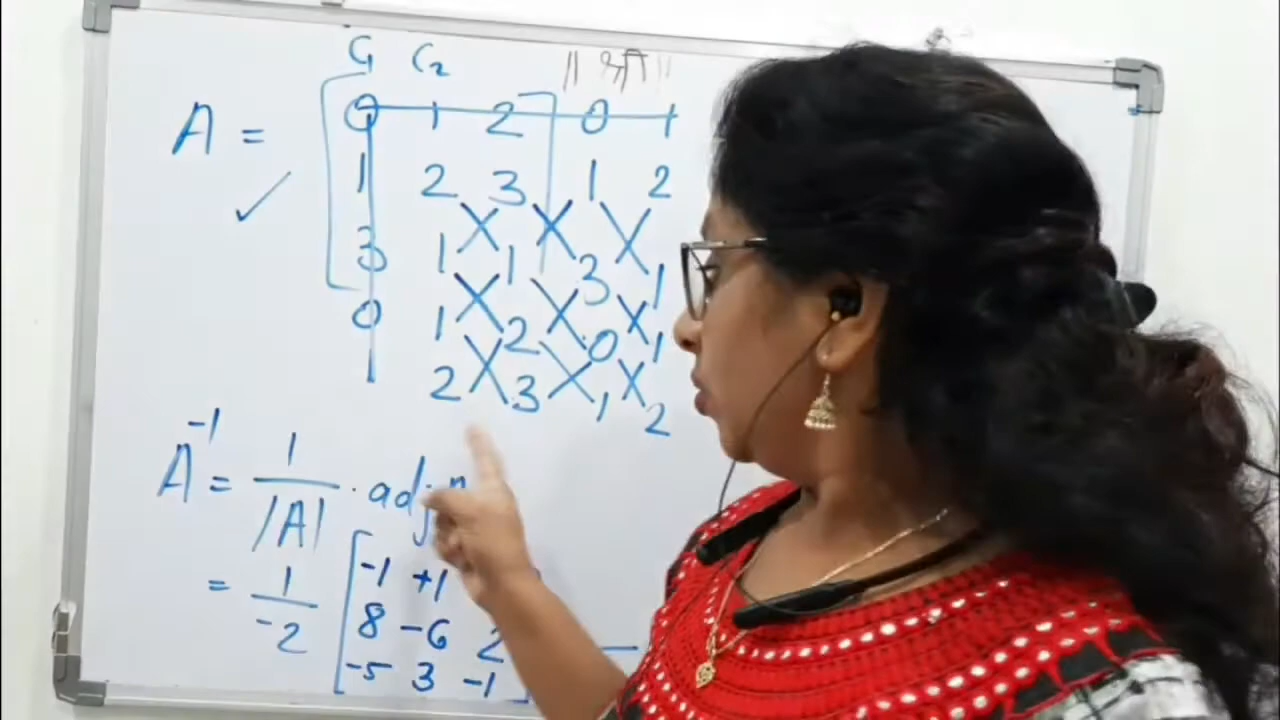 C₁ C₂ || श्री ||
A = [ 0 1 2 ] 0 1
1 2 3 1 2
3 1 1 3 1
0 1 2 0 1
2 3 1 2
A⁻¹ = 1/|A| · adj
= 1/-2 [ -1 +1
8 -6 2
-5 3 -1 ]